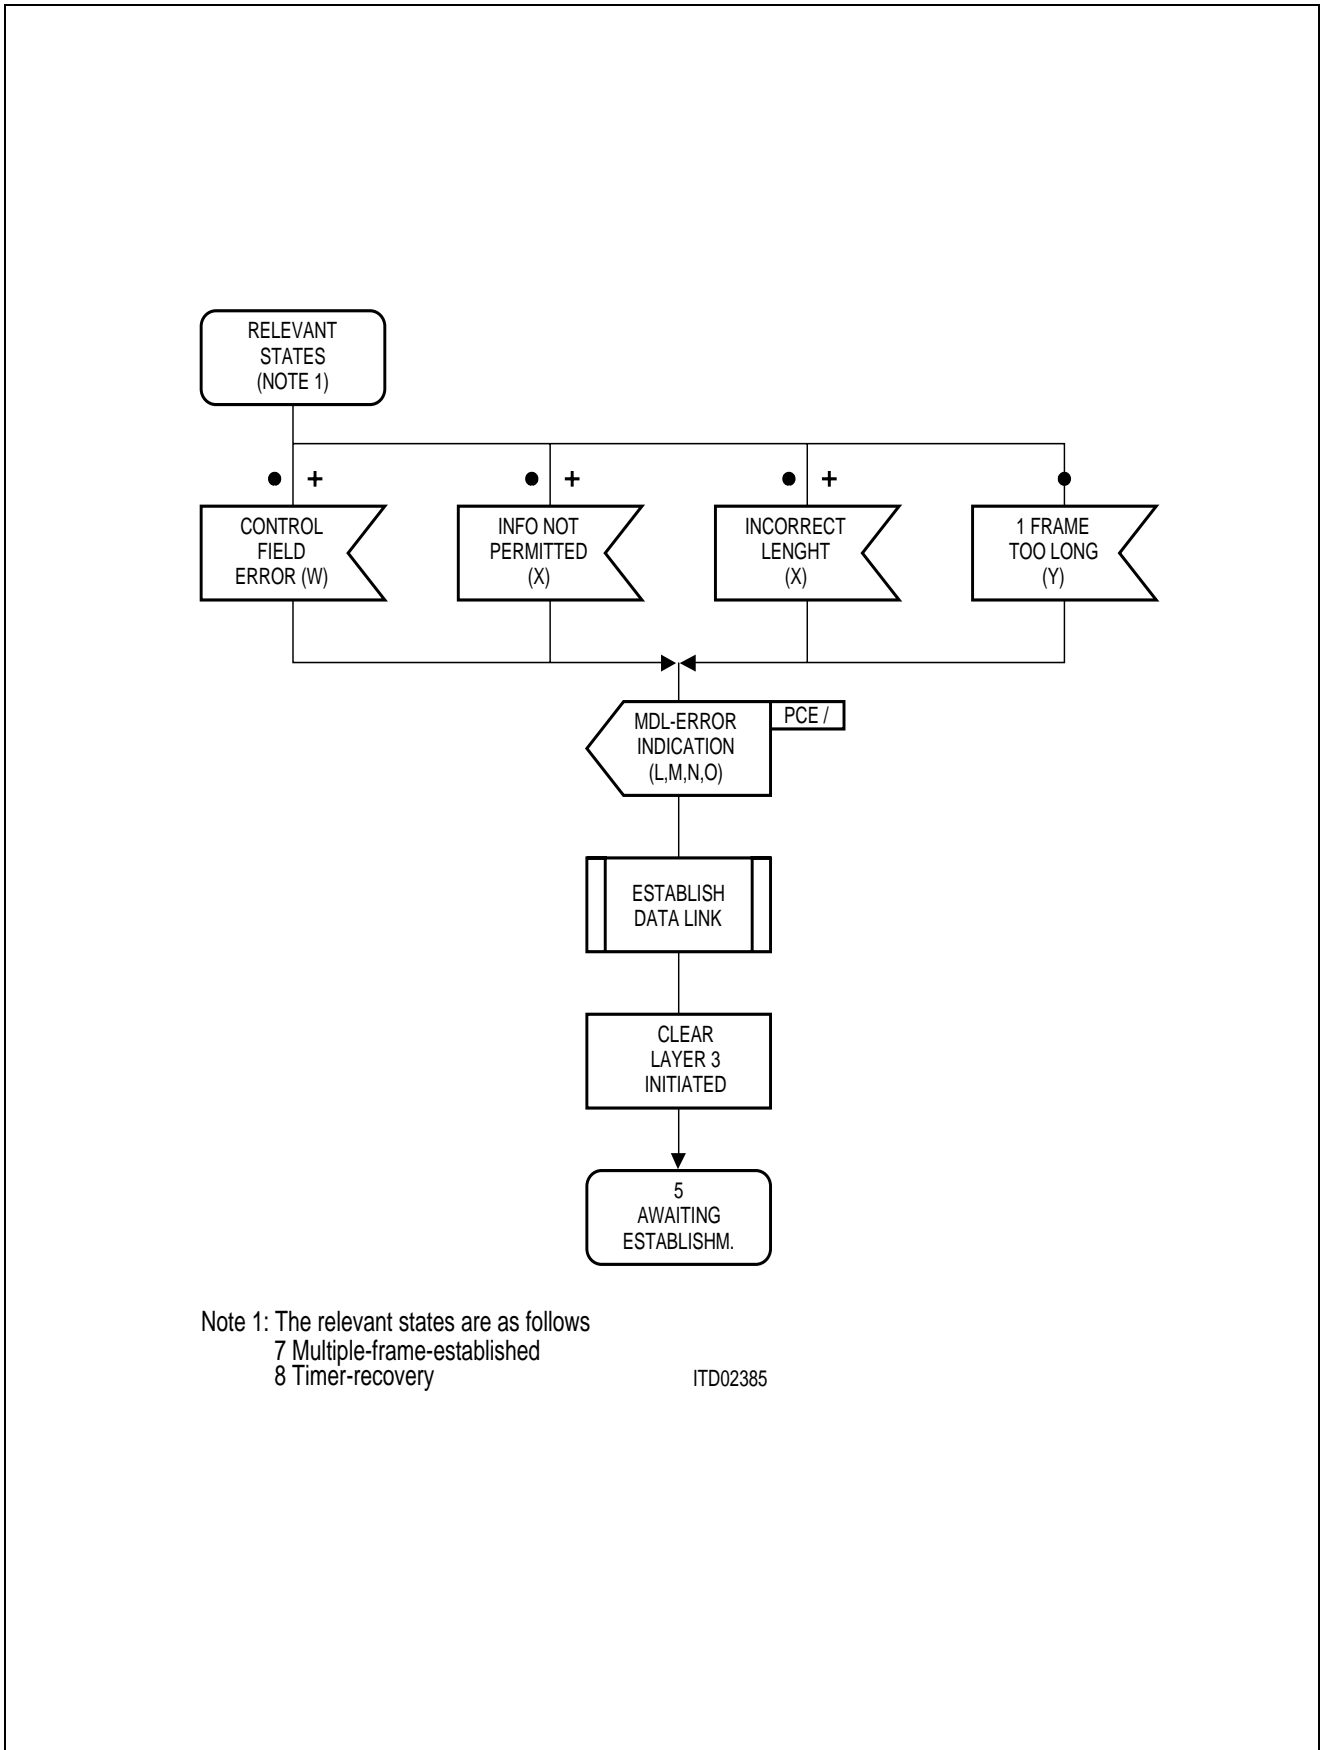 RELEVANT
STATES
(NOTE 1)
+
+
+
CONTROL
FIELD
ERROR (W)
INFO NOT
PERMITTED
(X)
INCORRECT
LENGHT
(X)
1 FRAME
TOO LONG
(Y)
MDL-ERROR
INDICATION
(L,M,N,O)
PCE /
ESTABLISH
DATA LINK
CLEAR
LAYER 3
INITIATED
5
AWAITING
ESTABLISHM.
Note 1: The relevant states are as follows
7 Multiple-frame-established
8 Timer-recovery
ITD02385